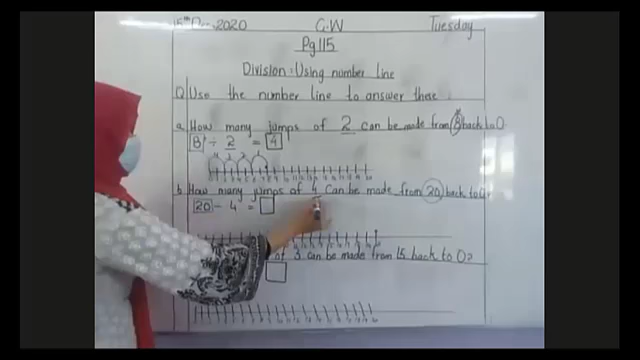 15th Dec, 2020 C.W Tuesday
Pg 115
Division: Using number line
Q Use the number line to answer these
a. How many jumps of 2 can be made from 8 back to 0
8 ÷ 2 = 4
b. How many jumps of 4 can be made from 20 back to
20 - 4 =
of 3 can be made from 15 back to 0?